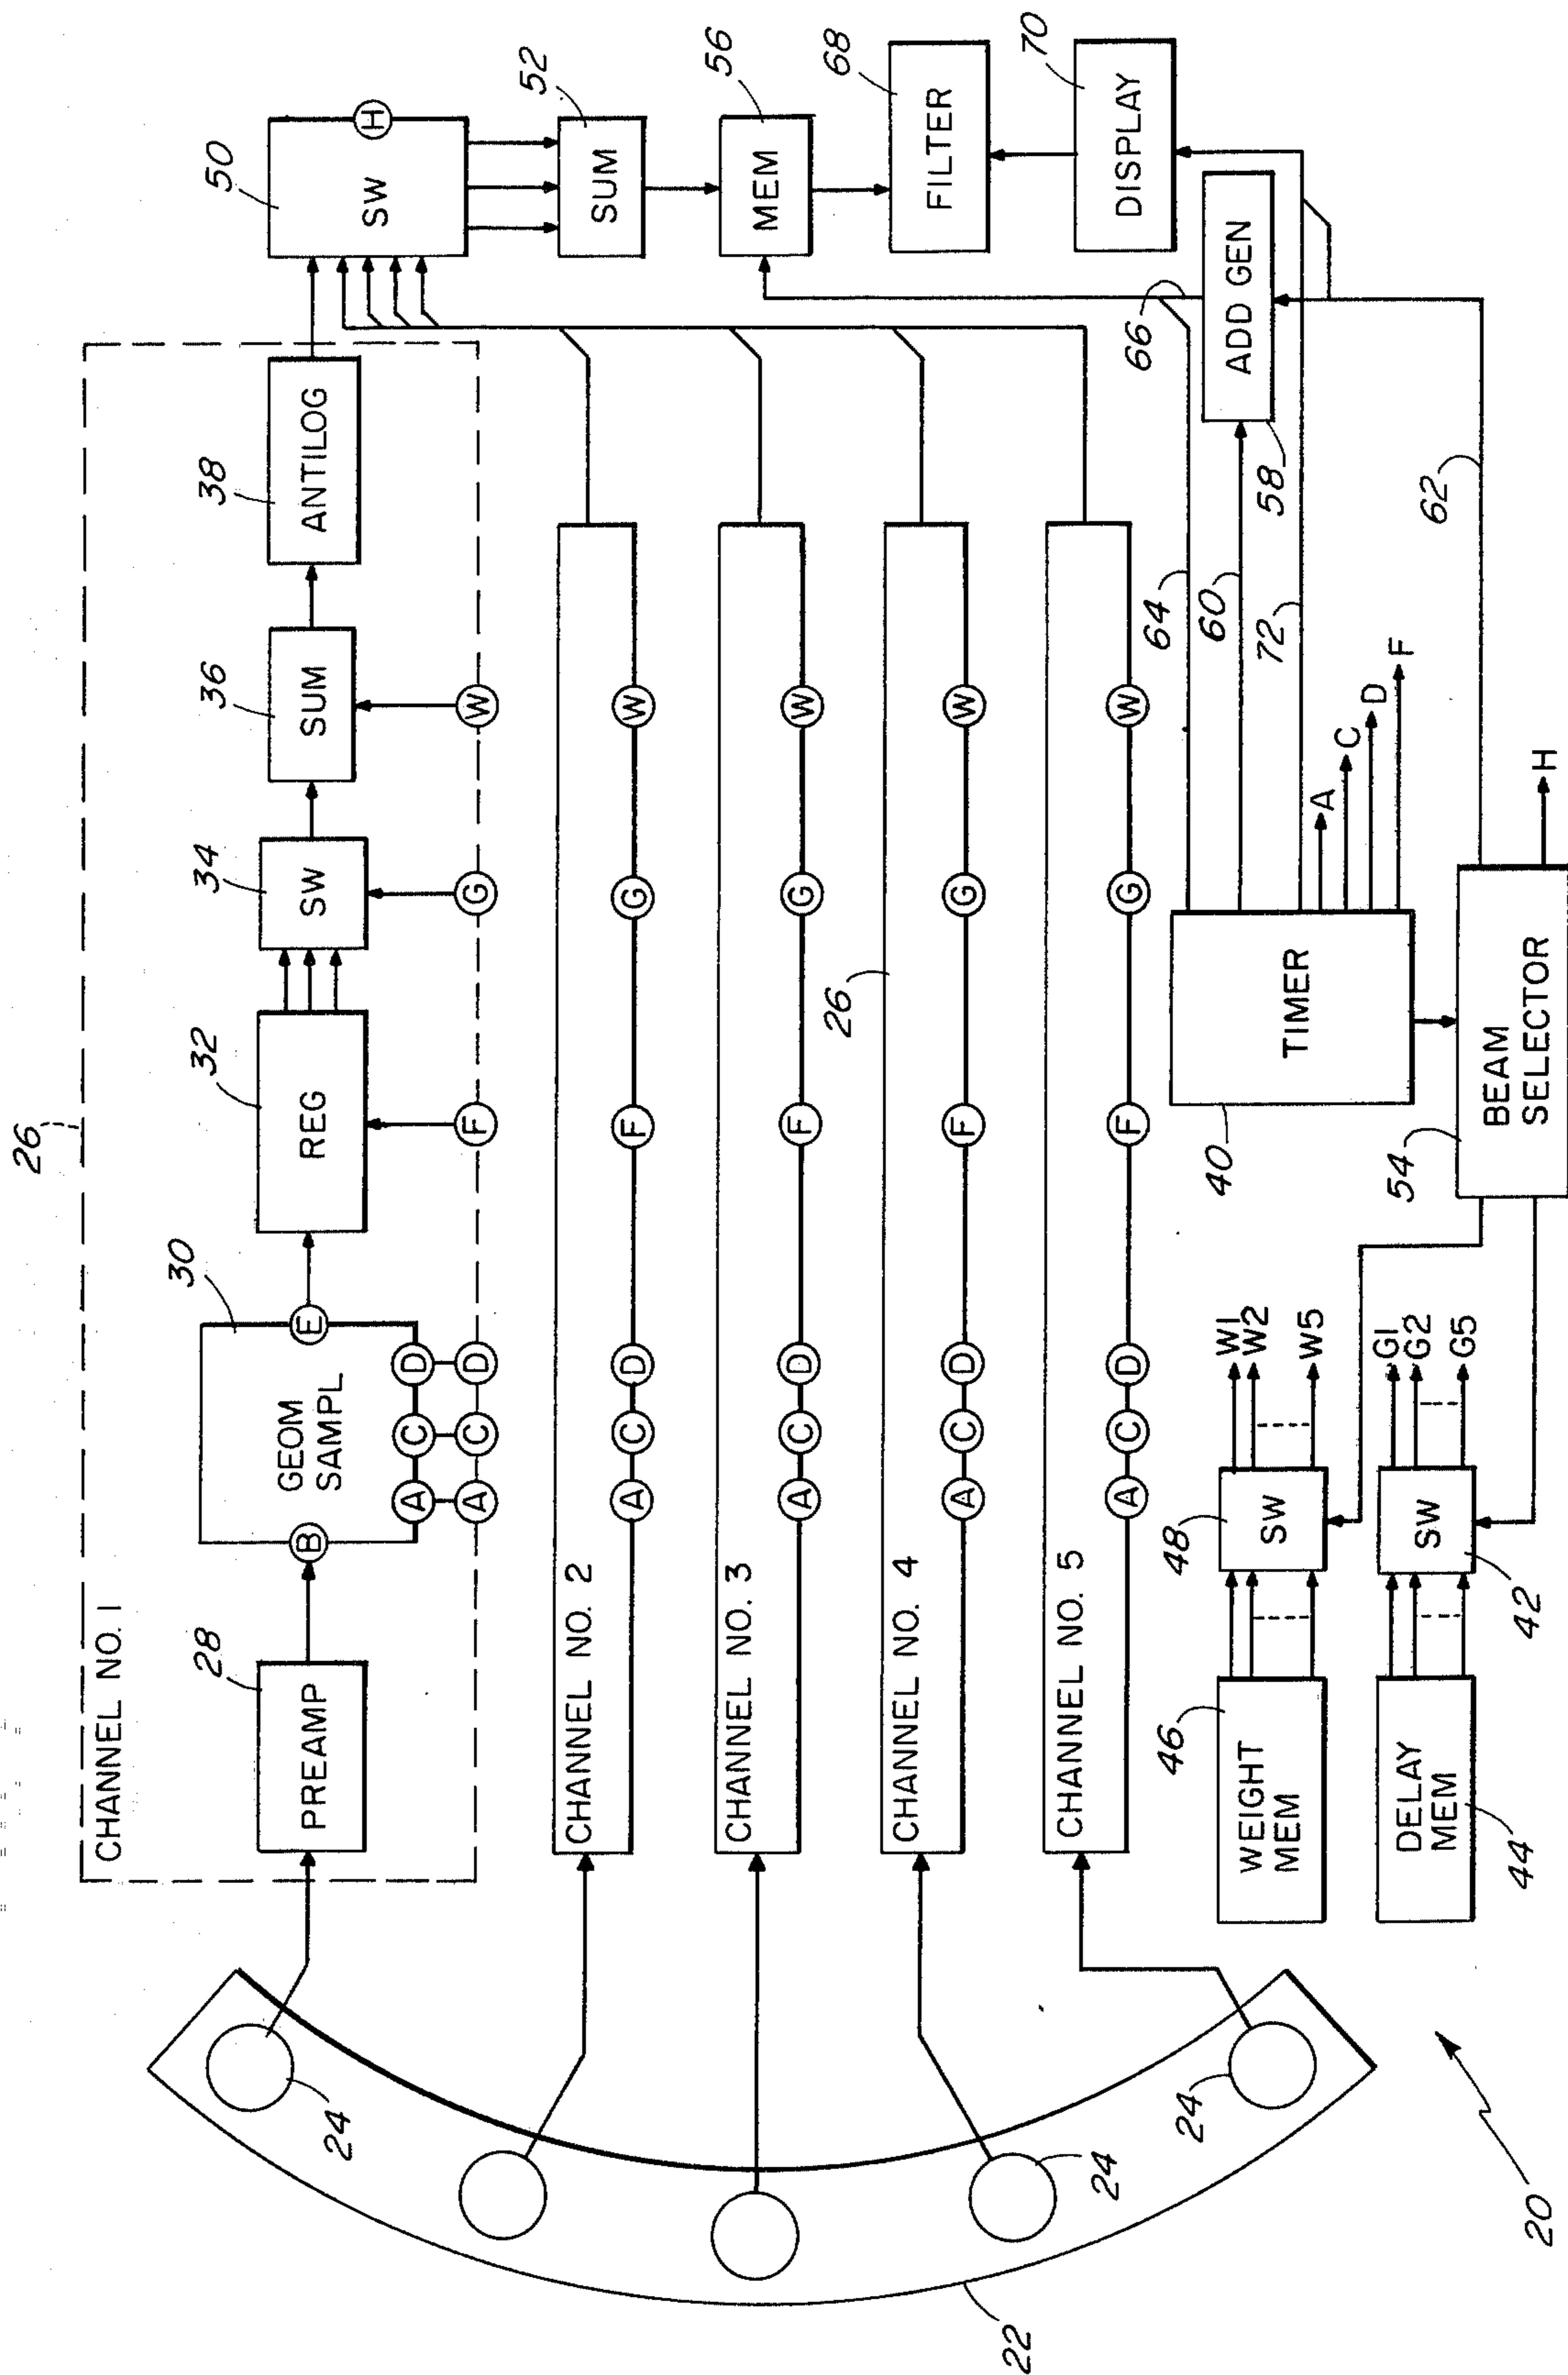 26
CHANNEL NO. 1
28
PREAMP
30
GEOM
SAMPL
B
E
A
C
D
32
REG
34
SW
36
SUM
38
ANTILOG
A
C
D
F
G
W
50
SW
H
52
SUM
56
MEM
68
FILTER
70
DISPLAY
CHANNEL NO. 2
A
C
D
F
G
W
CHANNEL NO. 3
A
C
D
F
G
W
CHANNEL NO. 4
26
A
C
D
F
G
W
CHANNEL NO. 5
A
C
D
F
G
W
24
24
24
22
20
46
WEIGHT
MEM
48
SW
W1
W2
W5
44
DELAY
MEM
42
SW
G1
G2
G5
40
TIMER
64
60
72
A
C
D
F
66
ADD GEN
58
54
BEAM
SELECTOR
62
H